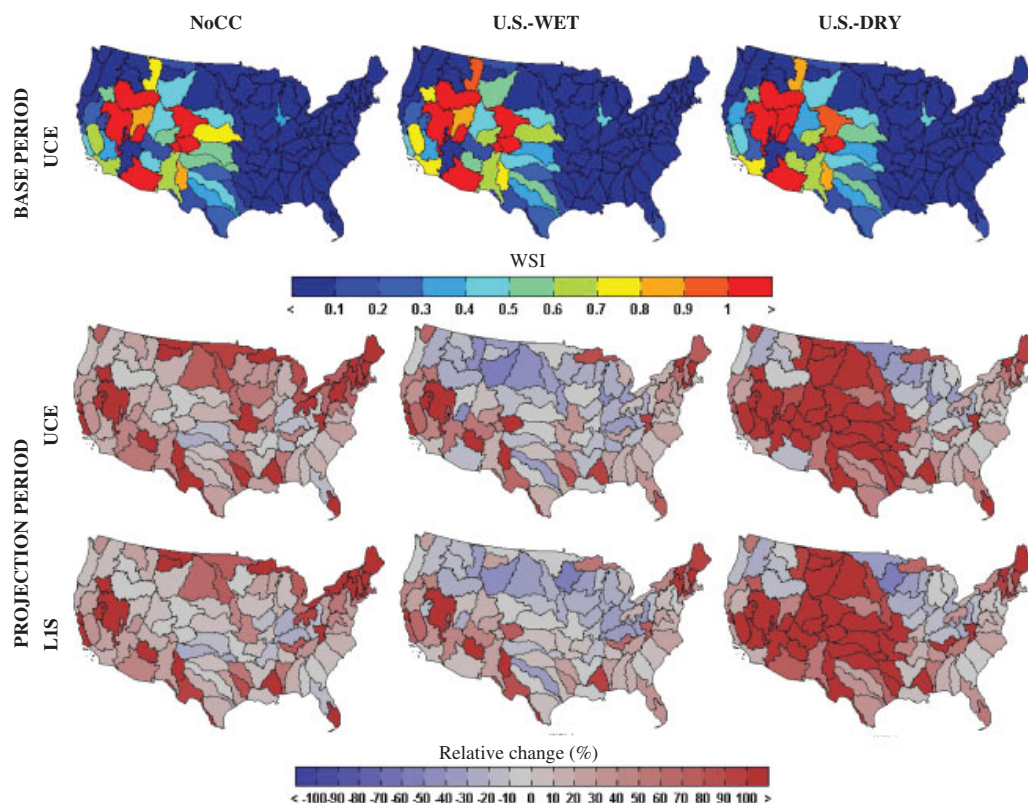 NoCC U.S.-WET U.S.-DRY
BASE PERIOD
UCE
WSI
< 0.1 0.2 0.3 0.4 0.5 0.6 0.7 0.8 0.9 1 >
PROJECTION PERIOD
UCE
L1S
Relative change (%)
< -100 -90 -80 -70 -60 -50 -40 -30 -20 -10 0 10 20 30 40 50 60 70 80 90 100 >